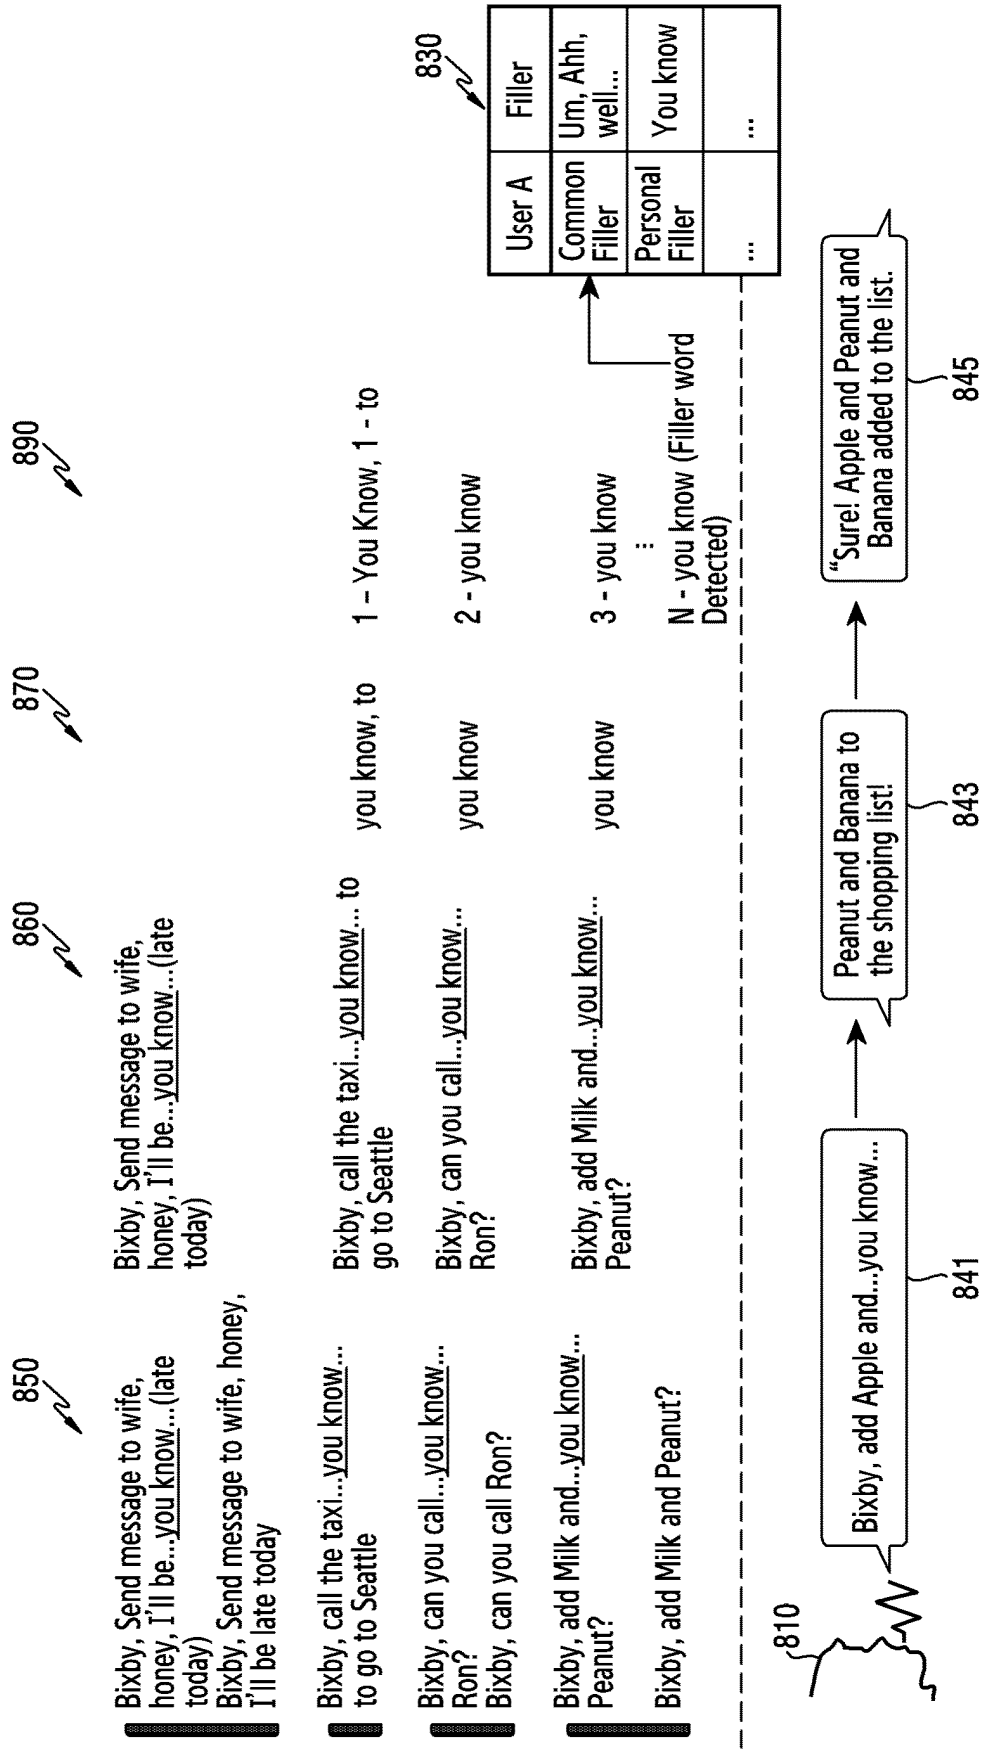 850
Bixby, Send message to wife,
honey, I'll be...you know...(late
today)
Bixby, Send message to wife, honey,
I'll be late today
Bixby, call the taxi...you know...
to go to Seattle
Bixby, can you call...you know...
Ron?
Bixby, can you call Ron?
Bixby, add Milk and...you know...
Peanut?
Bixby, add Milk and Peanut?
860
Bixby, Send message to wife,
honey, I'll be...you know...(late
today)
Bixby, call the taxi...you know... to
go to Seattle
Bixby, can you call...you know...
Ron?
Bixby, add Milk and...you know...
Peanut?
870
you know, to
you know
you know
890
1 – You Know, 1 - to
2 - you know
3 - you know
...
N - you know (Filler word
Detected)
830
User A Filler
Common Filler Um, Ahh, well...
Personal Filler You know
... ...
810
Bixby, add Apple and...you know...
841
Peanut and Banana to
the shopping list!
843
"Sure! Apple and Peanut and
Banana added to the list.
845